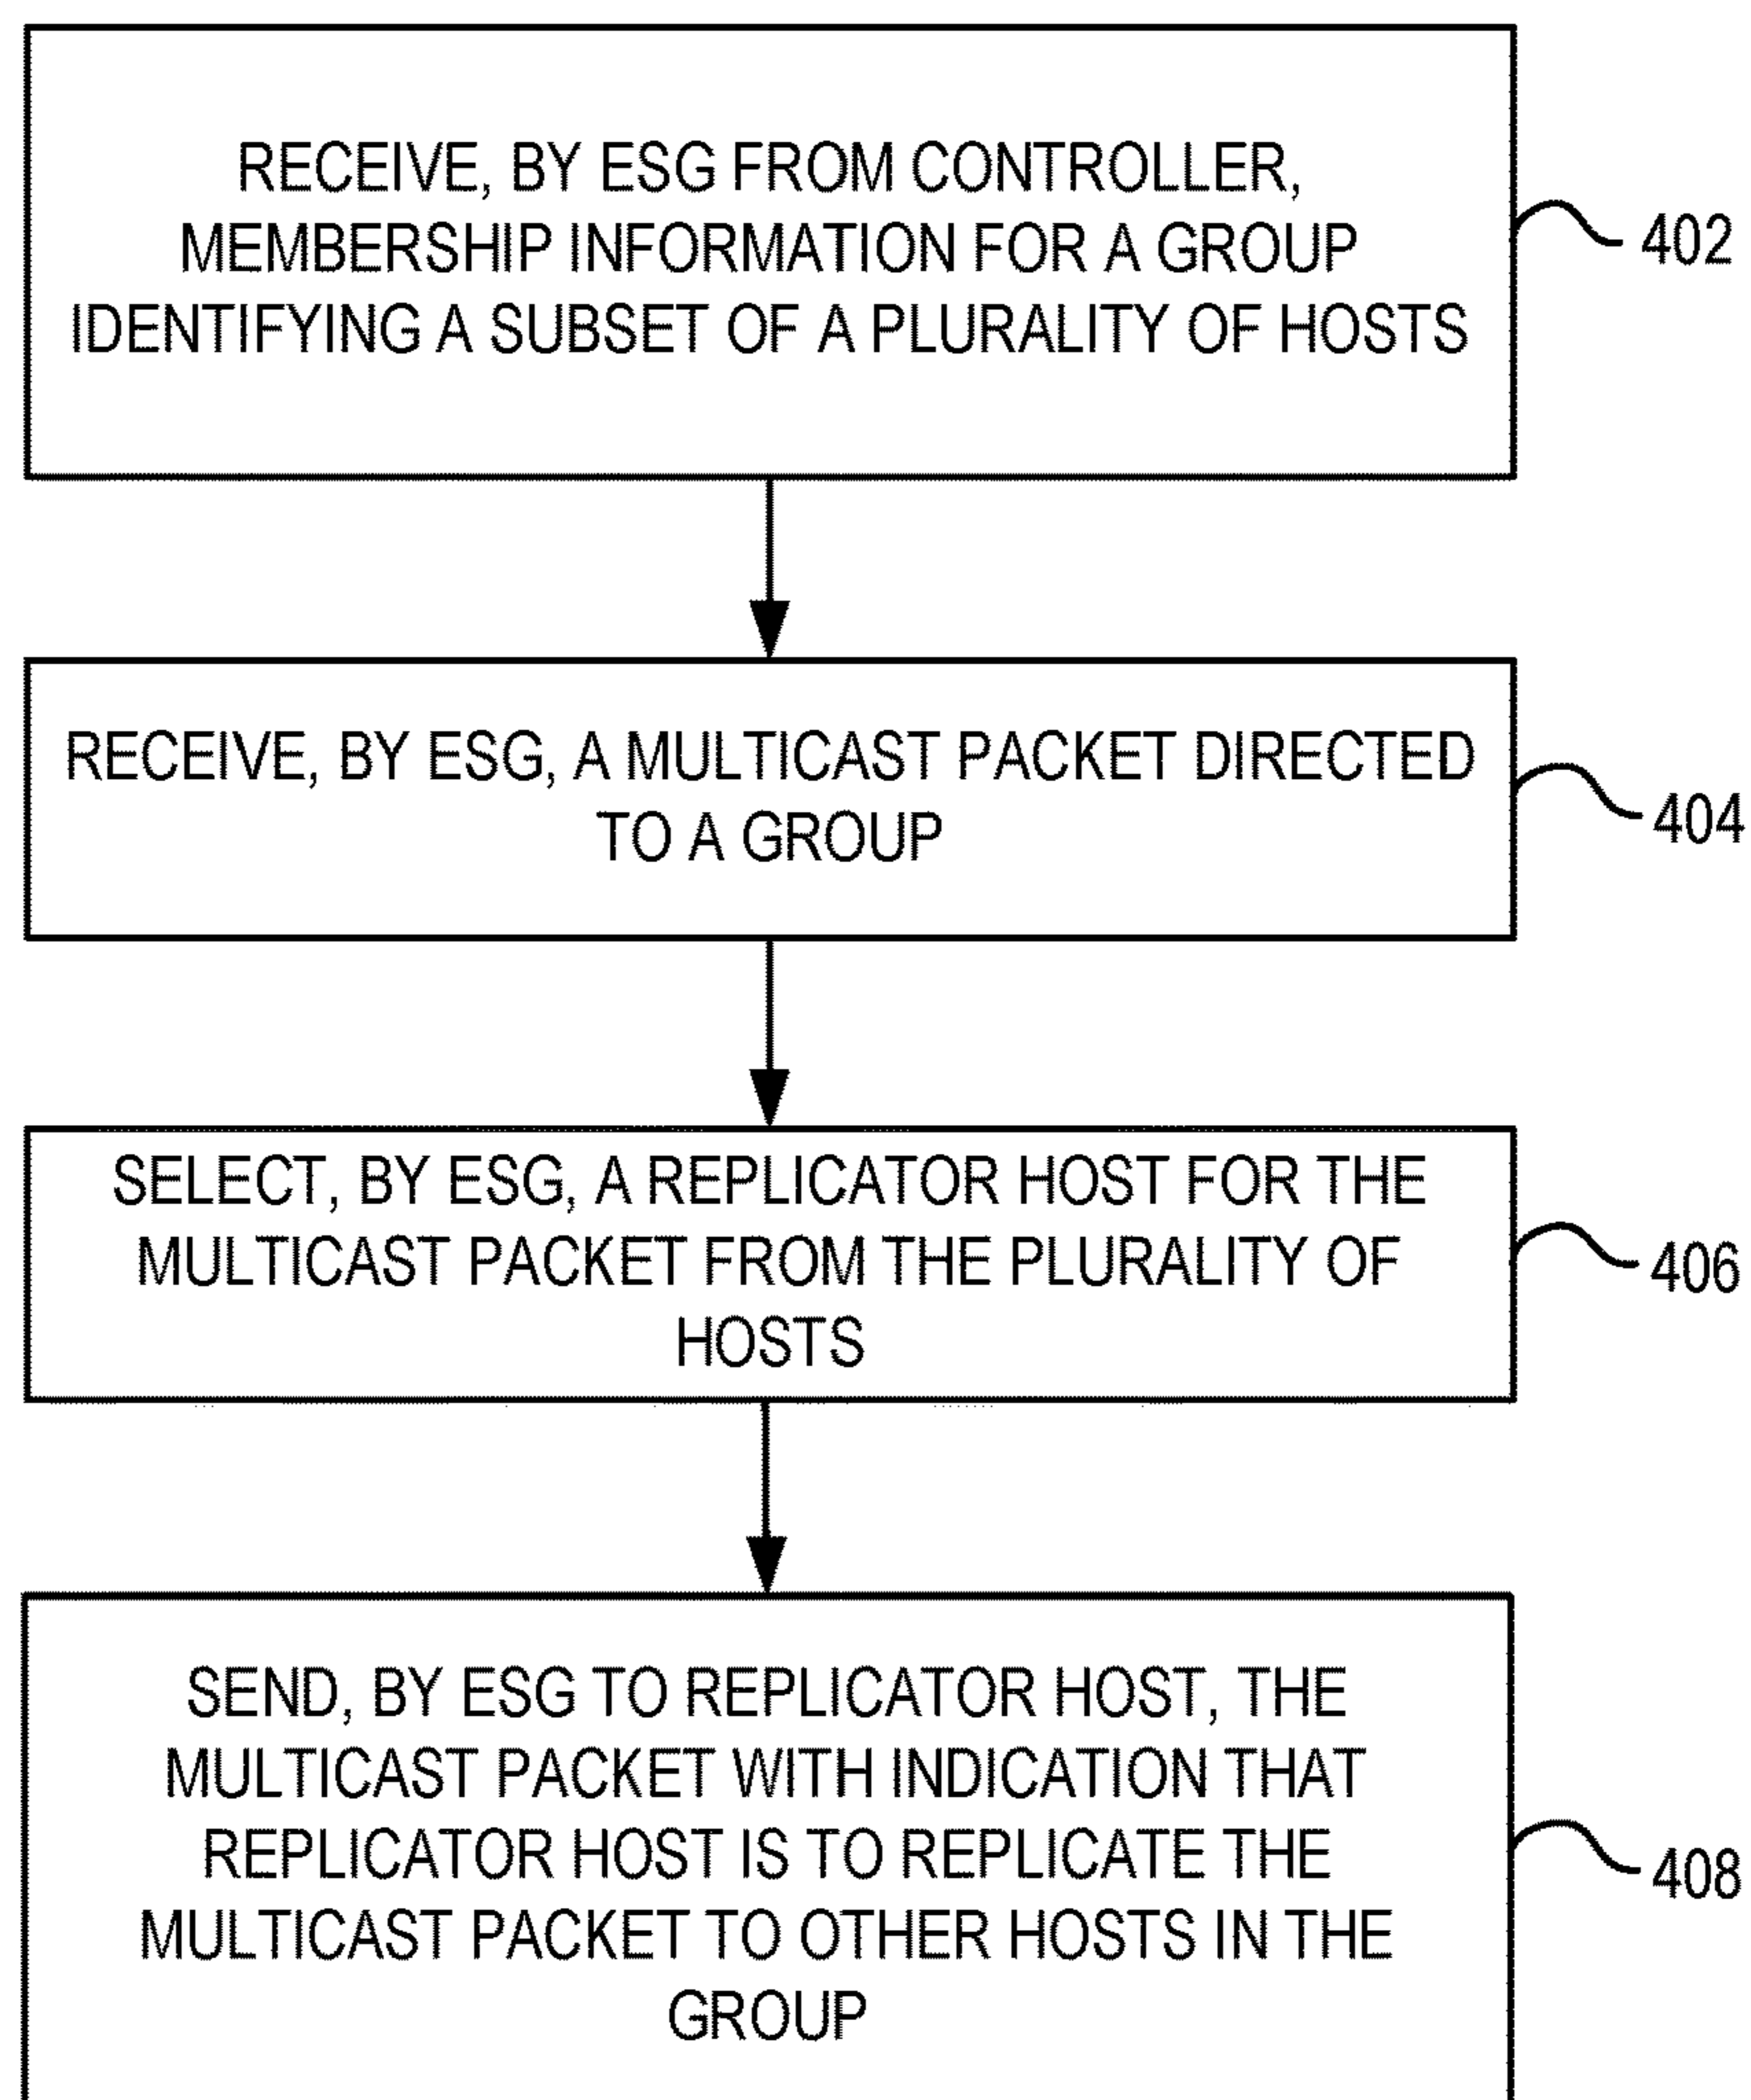 RECEIVE, BY ESG FROM CONTROLLER,
MEMBERSHIP INFORMATION FOR A GROUP
IDENTIFYING A SUBSET OF A PLURALITY OF HOSTS
402
RECEIVE, BY ESG, A MULTICAST PACKET DIRECTED
TO A GROUP
404
SELECT, BY ESG, A REPLICATOR HOST FOR THE
MULTICAST PACKET FROM THE PLURALITY OF
HOSTS
406
SEND, BY ESG TO REPLICATOR HOST, THE
MULTICAST PACKET WITH INDICATION THAT
REPLICATOR HOST IS TO REPLICATE THE
MULTICAST PACKET TO OTHER HOSTS IN THE
GROUP
408